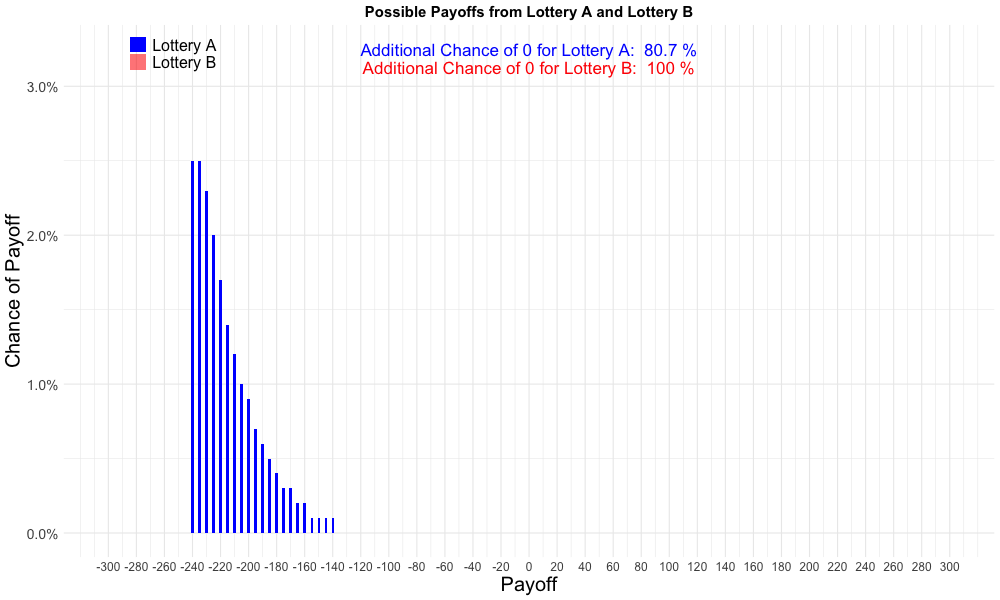 Possible Payoffs from Lottery A and Lottery B
Lottery A
Lottery B
Additional Chance of 0 for Lottery A: 80.7 %
Additional Chance of 0 for Lottery B: 100 %
Chance of Payoff
3.0%
2.0%
1.0%
0.0%
-300 -280 -260 -240 -220 -200 -180 -160 -140 -120 -100 -80 -60 -40 -20 0 20 40 60 80 100 120 140 160 180 200 220 240 260 280 300
Payoff